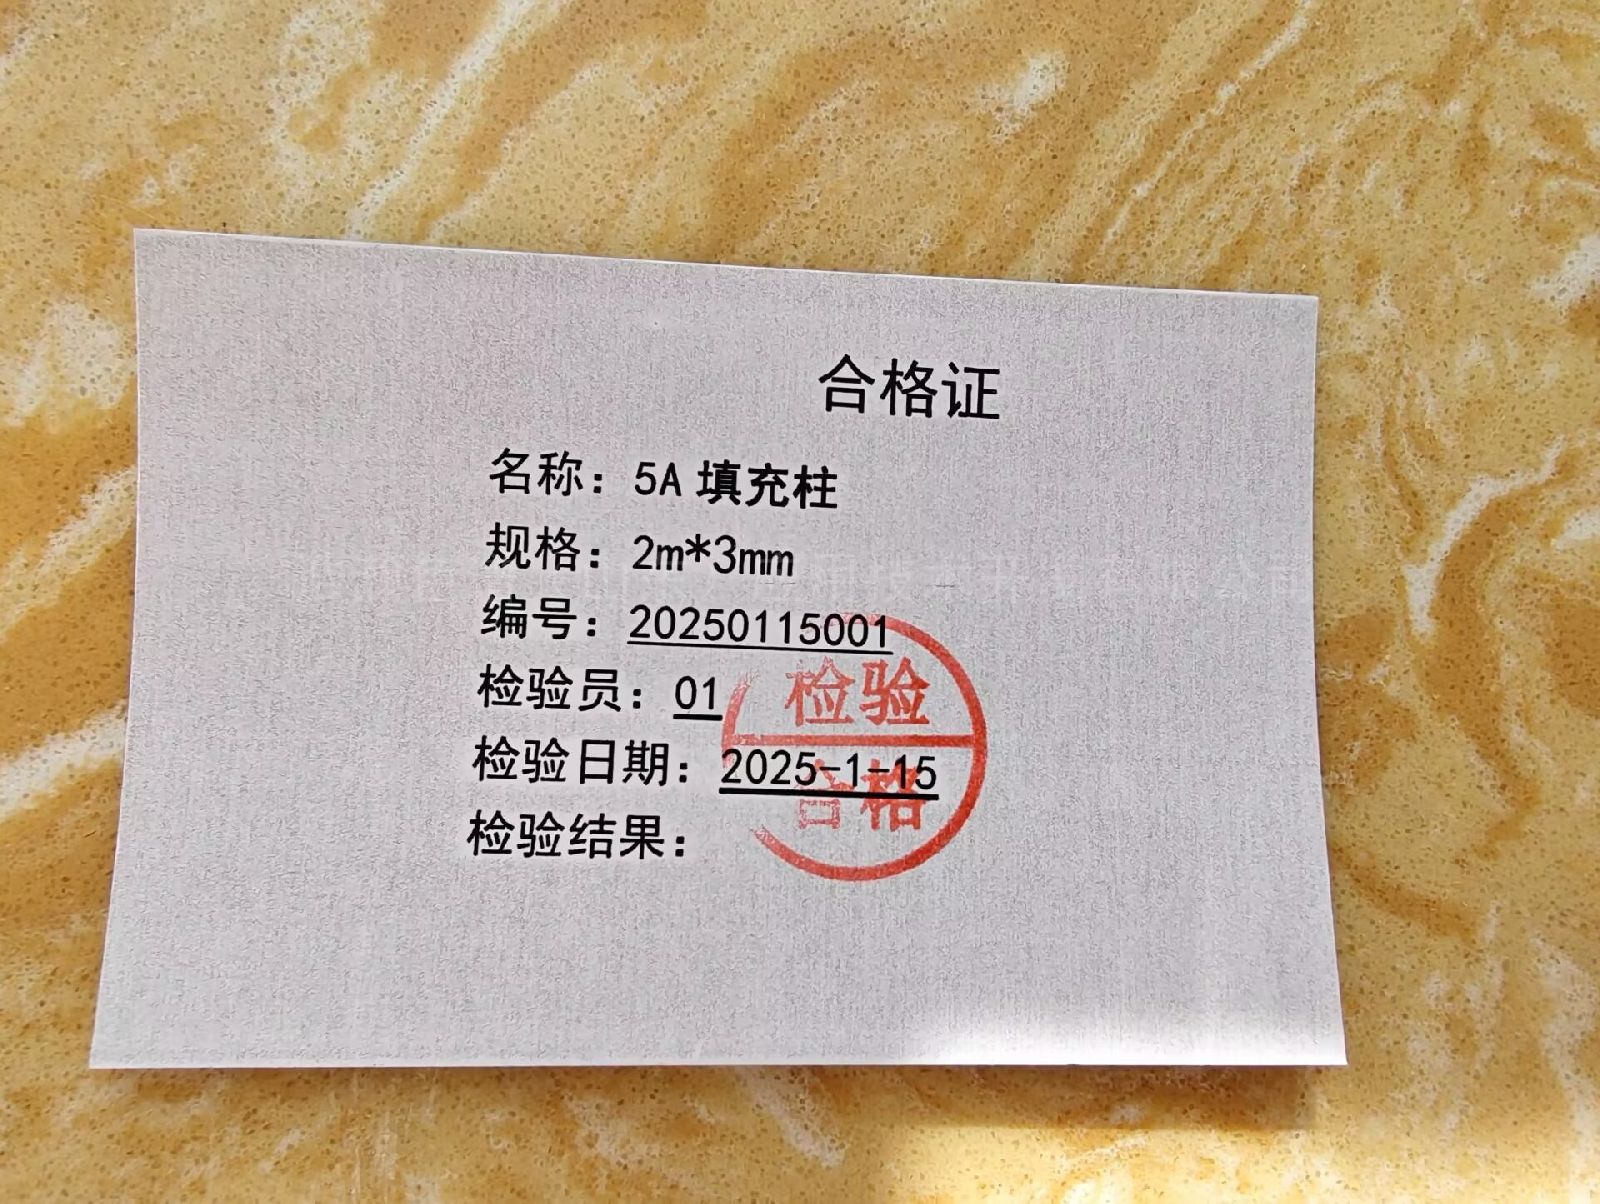 合格证
名称：5A 填充柱
规格：2m*3mm
编号：20250115001
检验员：01
检验日期：2025-1-15
检验结果：
检验
合格